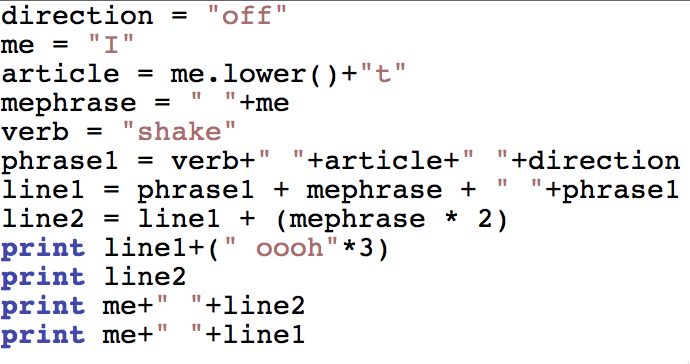 direction = "off"
me = "I"
article = me.lower()+"t"
mephrase = " "+me
verb = "shake"
phrase1 = verb+" "+article+" "+direction
line1 = phrase1 + mephrase + " "+phrase1
line2 = line1 + (mephrase * 2)
print line1+(" oooh"*3)
print line2
print me+" "+line2
print me+" "+line1